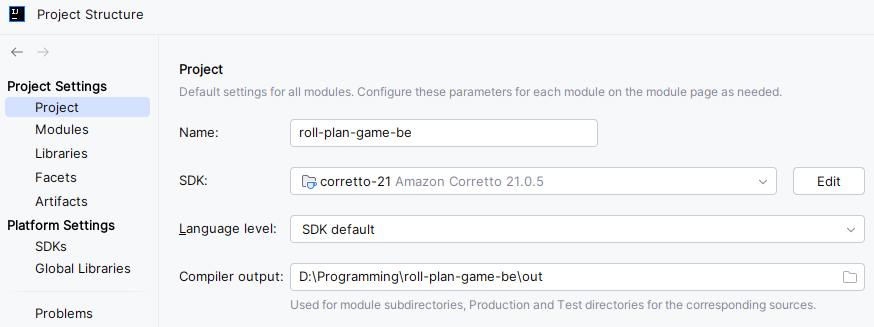 IJ
Project Structure
Project Settings
Project
Modules
Libraries
Facets
Artifacts
Platform Settings
SDKs
Global Libraries
Problems
Project
Default settings for all modules. Configure these parameters for each module on the module page as needed.
Name: roll-plan-game-be
SDK: corretto-21 Amazon Corretto 21.0.5 Edit
Language level: SDK default
Compiler output: D:\Programming\roll-plan-game-be\out
Used for module subdirectories, Production and Test directories for the corresponding sources.